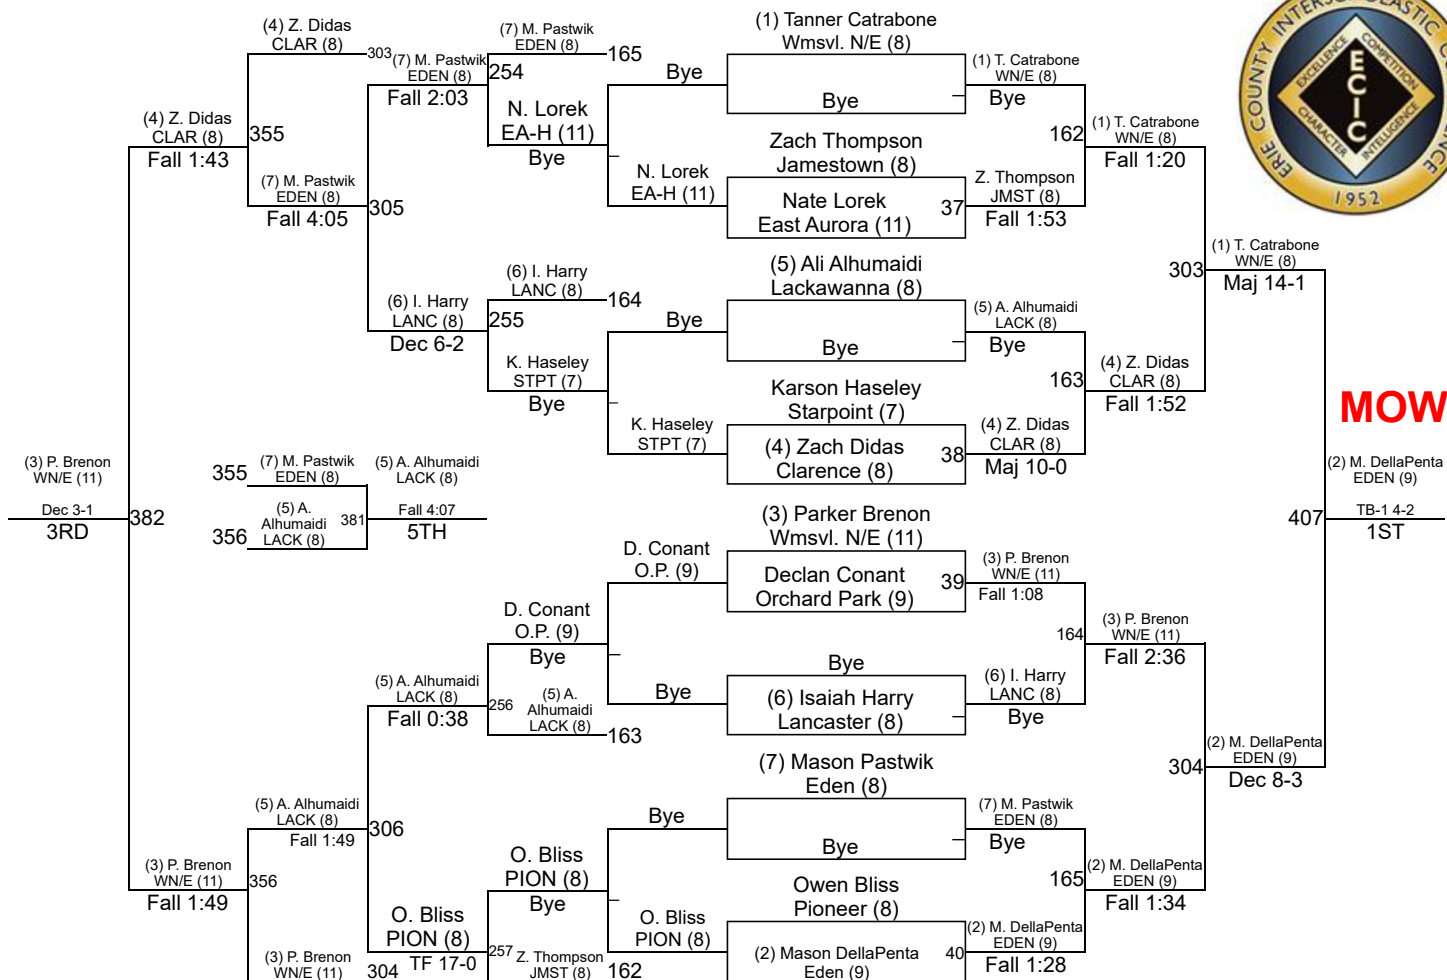 (4) Z. Didas
CLAR (8)
303
(7) M. Pastwik
EDEN (8)
165
(7) M. Pastwik
EDEN (8)
254
Fall 2:03
N. Lorek
EA-H (11)
Bye
(4) Z. Didas
CLAR (8)
355
Fall 1:43
(7) M. Pastwik
EDEN (8)
305
Fall 4:05
N. Lorek
EA-H (11)
Bye
(6) I. Harry
LANC (8)
164
(6) I. Harry
LANC (8)
255
Dec 6-2
Bye
K. Haseley
STPT (7)
Bye
K. Haseley
STPT (7)
(3) P. Brenon
WN/E (11)
Dec 3-1
3RD
382
355
(7) M. Pastwik
EDEN (8)
(5) A. Alhumaidi
LACK (8)
356
(5) A.
Alhumaidi
LACK (8)
381
Fall 4:07
5TH
D. Conant
O.P. (9)
D. Conant
O.P. (9)
Bye
(5) A. Alhumaidi
LACK (8)
256
Fall 0:38
(5) A.
Alhumaidi
LACK (8)
163
Bye
(5) A. Alhumaidi
LACK (8)
306
Fall 1:49
(3) P. Brenon
WN/E (11)
356
Fall 1:49
O. Bliss
PION (8)
Bye
Bye
O. Bliss
PION (8)
257
TF 17-0
O. Bliss
PION (8)
(3) P. Brenon
WN/E (11)
304
Z. Thompson
JMST (8)
162
(1) Tanner Catrabone
Wmsvl. N/E (8)
Bye
(1) T. Catrabone
WN/E (8)
Bye
Zach Thompson
Jamestown (8)
Nate Lorek
East Aurora (11)
37
Z. Thompson
JMST (8)
Fall 1:53
162
(1) T. Catrabone
WN/E (8)
Fall 1:20
(5) Ali Alhumaidi
Lackawanna (8)
Bye
(5) A. Alhumaidi
LACK (8)
Bye
Karson Haseley
Starpoint (7)
(4) Zach Didas
Clarence (8)
38
(4) Z. Didas
CLAR (8)
Maj 10-0
163
(4) Z. Didas
CLAR (8)
Fall 1:52
303
(1) T. Catrabone
WN/E (8)
Maj 14-1
(3) Parker Brenon
Wmsvl. N/E (11)
Declan Conant
Orchard Park (9)
39
(3) P. Brenon
WN/E (11)
Fall 1:08
Bye
(6) Isaiah Harry
Lancaster (8)
(6) I. Harry
LANC (8)
Bye
164
(3) P. Brenon
WN/E (11)
Fall 2:36
(7) Mason Pastwik
Eden (8)
Bye
(7) M. Pastwik
EDEN (8)
Bye
Owen Bliss
Pioneer (8)
(2) Mason DellaPenta
Eden (9)
40
(2) M. DellaPenta
EDEN (9)
Fall 1:28
165
(2) M. DellaPenta
EDEN (9)
Fall 1:34
304
(2) M. DellaPenta
EDEN (9)
Dec 8-3
MOW
(2) M. DellaPenta
EDEN (9)
407
TB-1 4-2
1ST
ERIE COUNTY
EXCELLENCE
COMPETITION
ECIC
CHARACTER
INTELLIGENCE
1952